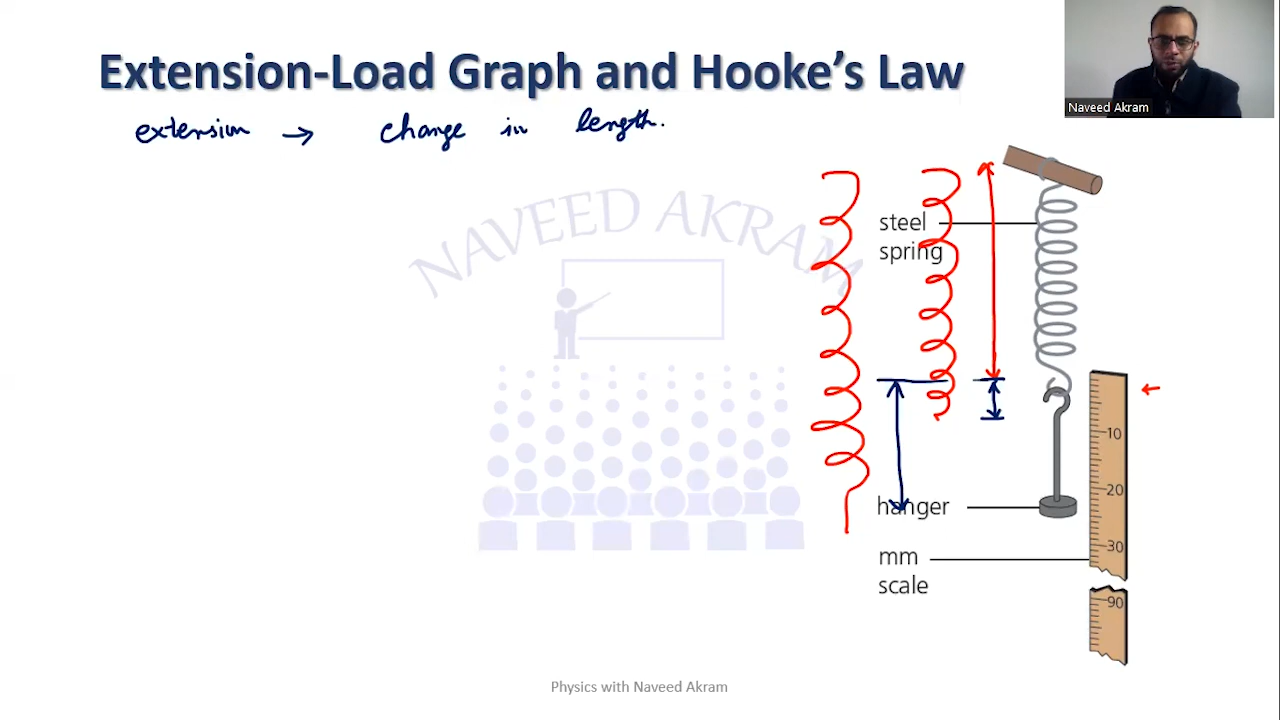 Extension-Load Graph and Hooke's Law
Naveed Akram
extension → change in length.
NAVEED AKRAM
steel
spring
10
hanger
20
30
mm
scale
90
Physics with Naveed Akram